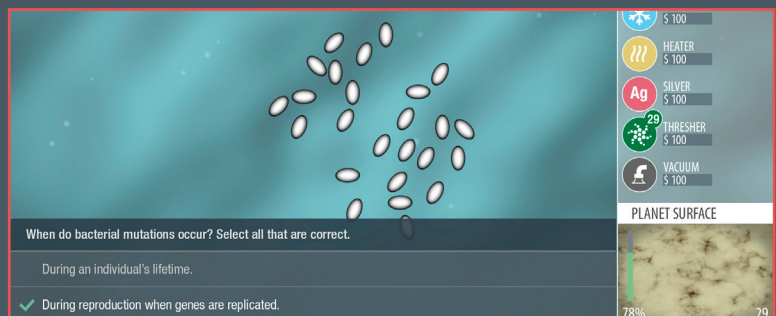 $ 100
HEATER
$ 100
Ag
SILVER
$ 100
29
THRESHER
$ 100
VACUUM
$ 100
PLANET SURFACE
78%
29
When do bacterial mutations occur? Select all that are correct.
During an individual's lifetime.
During reproduction when genes are replicated.